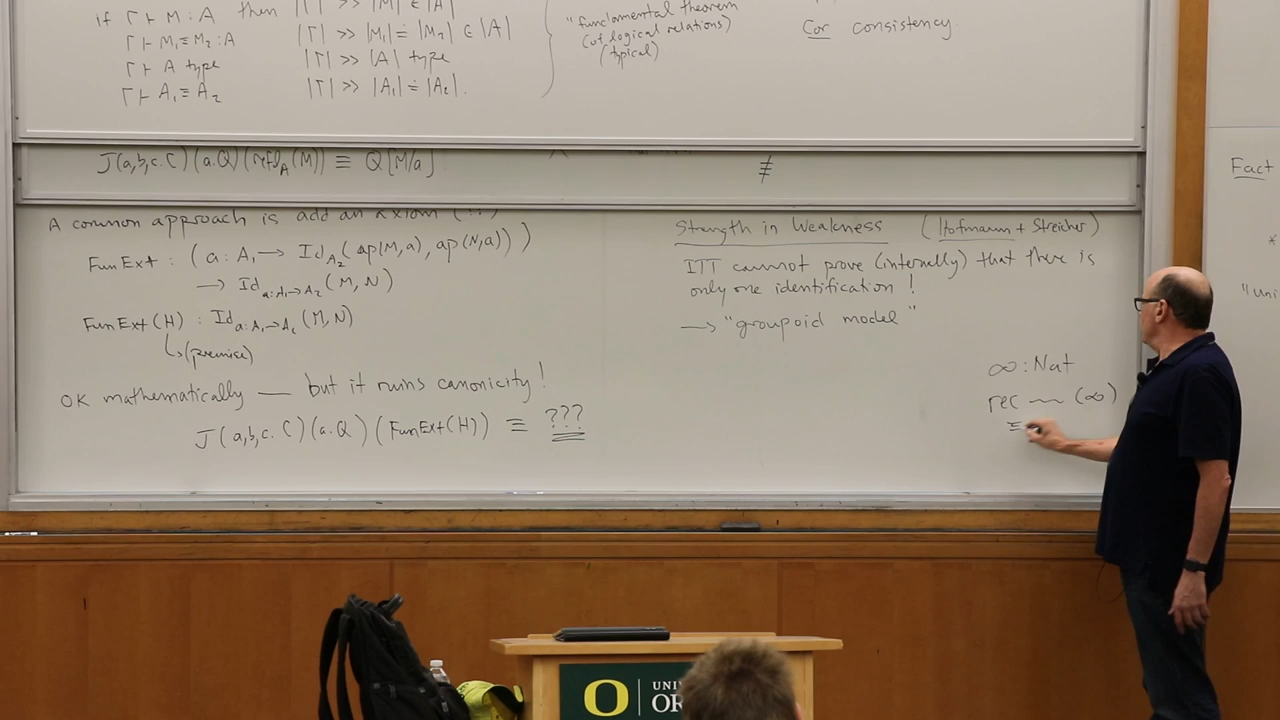 if Γ ⊢ M : A then |Γ| >> |M| ∈ |A|
Γ ⊢ M₁ ≡ M₂ : A |Γ| >> |M₁| ≐ |M₂| ∈ |A|
Γ ⊢ A type |Γ| >> |A| type
Γ ⊢ A₁ ≡ A₂ |Γ| >> |A₁| ≐ |A₂|.
"fundamental theorem
(of logical relations)
(typical)
Cor consistency.
J(a,b,c.C)(a.Q)(refl_A(M)) ≡ Q[M/a]
≢
A common approach is add an axiom
FunExt : (a:A₁ → Id_A₂(ap(M,a), ap(N,a)))
→ Id_a:A₁→A₂(M,N)
FunExt(H) : Id_a:A₁→A₂(M,N)
↳(premise)
OK mathematically — but it ruins canonicity!
J(a,b,c.C)(a.Q)(FunExt(H)) ≡ ???
Strength in Weakness (Hofmann + Streicher)
ITT cannot prove (internally) that there is
only one identification!
→ "groupoid model"
∞ : Nat
rec — (∞)
≡
Fact
*
"uni
O
UNI
OR